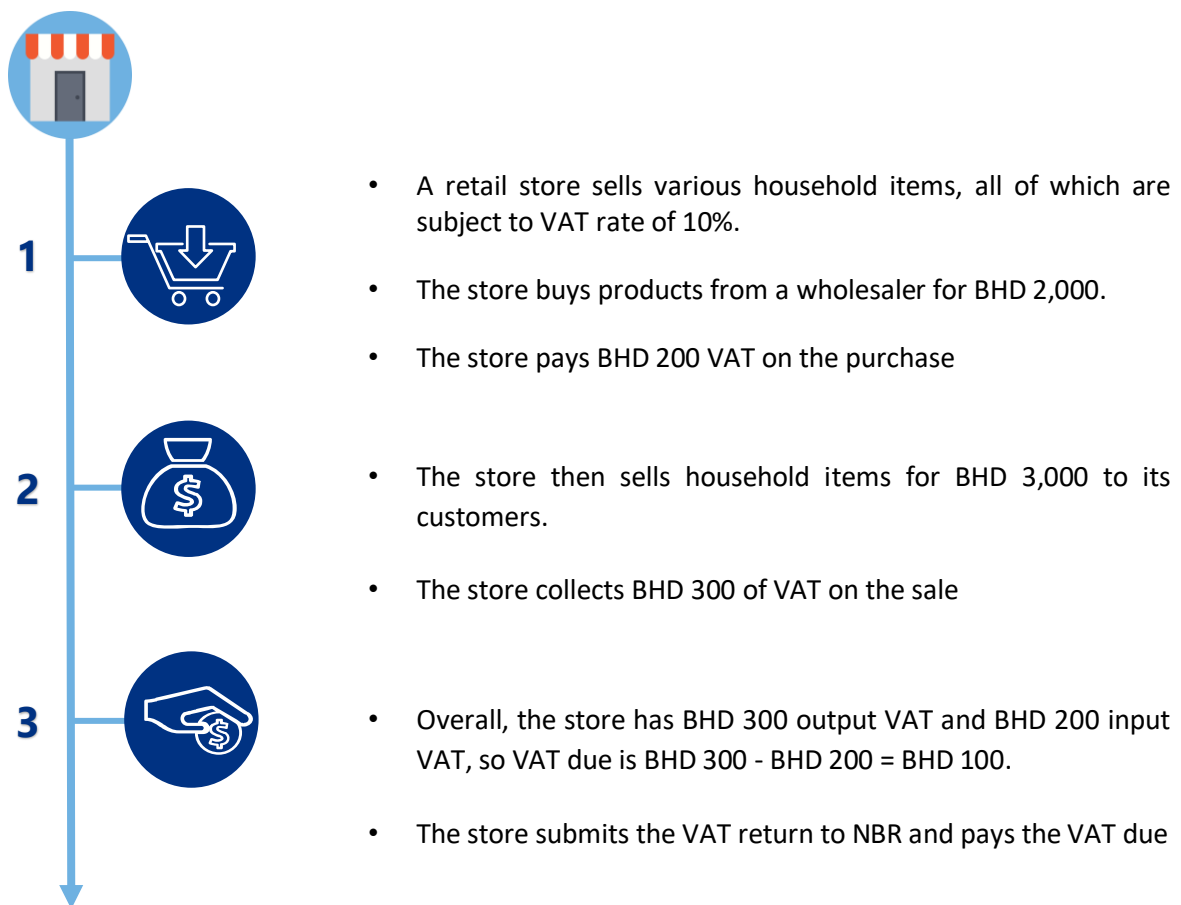 1
• A retail store sells various household items, all of which are
subject to VAT rate of 10%.
• The store buys products from a wholesaler for BHD 2,000.
• The store pays BHD 200 VAT on the purchase
2
$
• The store then sells household items for BHD 3,000 to its
customers.
• The store collects BHD 300 of VAT on the sale
3
$
• Overall, the store has BHD 300 output VAT and BHD 200 input
VAT, so VAT due is BHD 300 - BHD 200 = BHD 100.
• The store submits the VAT return to NBR and pays the VAT due